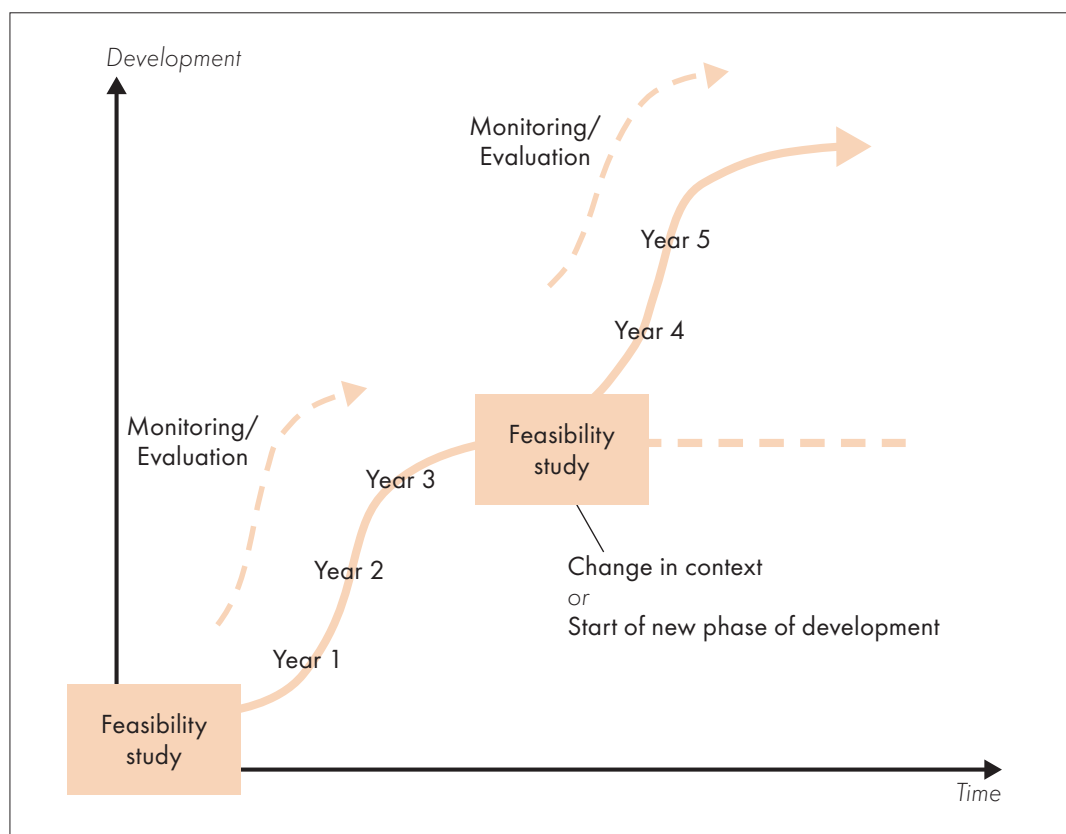 Development
Monitoring/
Evaluation
Year 5
Year 4
Monitoring/
Evaluation
Feasibility
study
Year 3
Change in context
or
Start of new phase of development
Year 2
Year 1
Feasibility
study
Time